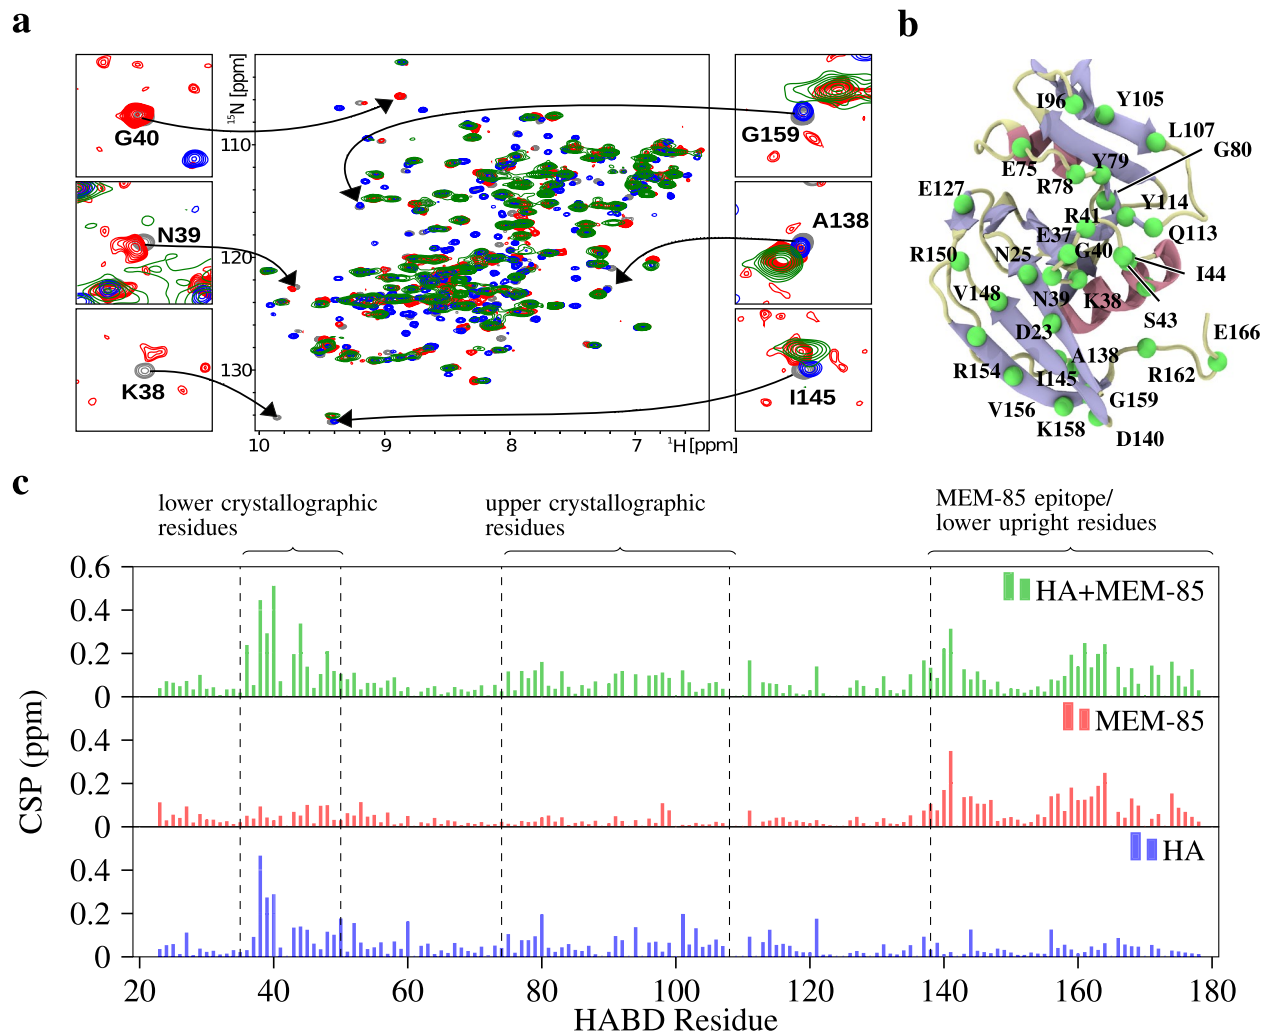 a
b
G40
N39
K38
¹⁵N [ppm]
110
120
130
10
9
8
7
¹H[ppm]
G159
A138
I145
I96
Y105
L107
G80
E75
R78
Y79
E127
R41
Y114
Q113
E37
G40
R150
N25
I44
V148
N39
K38
S43
D23
E166
A138
R154
I145
R162
G159
V156
K158
D140
c
lower crystallographic
residues
upper crystallographic
residues
MEM-85 epitope/
lower upright residues
CSP (ppm)
0.6
0.4
0.2
0
HA+MEM-85
0.4
0.2
0
MEM-85
0.4
0.2
0
HA
20
40
60
80
100
120
140
160
180
HABD Residue